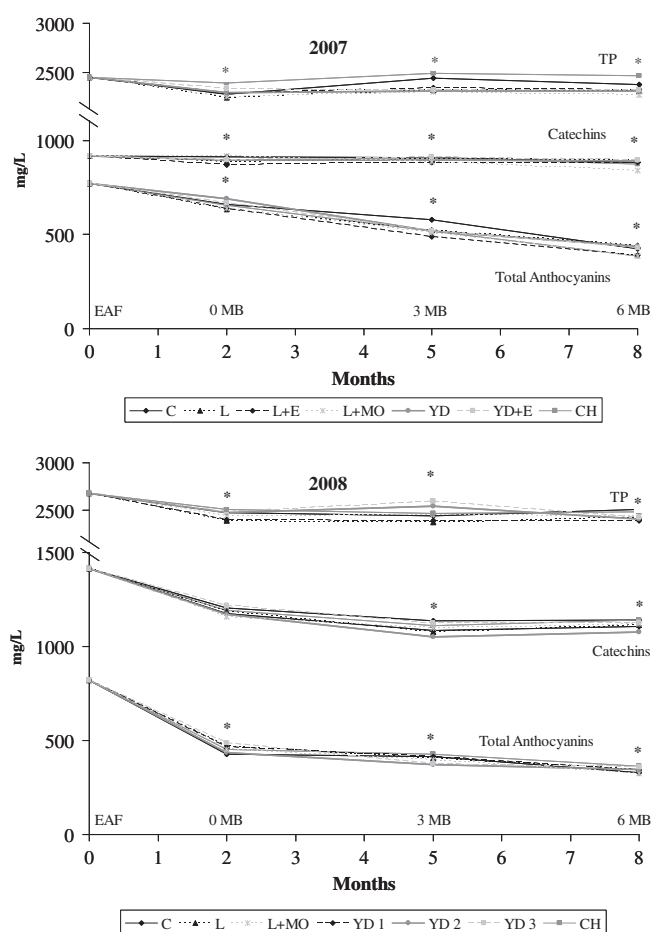 3000
2007
*
*
*
TP
2500
*
*
Catechins
*
1000
mg/L
*
*
*
500
Total Anthocyanins
EAF
0 MB
3 MB
6 MB
0
0 1 2 3 4 5 6 7 8
Months
C L L+E L+MO YD YD+E CH
3000
2008
*
*
TP
*
2500
1500
*
*
mg/L
1000
Catechins
*
*
Total Anthocyanins
*
500
EAF
0 MB
3 MB
6 MB
0
0 1 2 3 4 5 6 7 8
Months
C L L+MO YD 1 YD 2 YD 3 CH